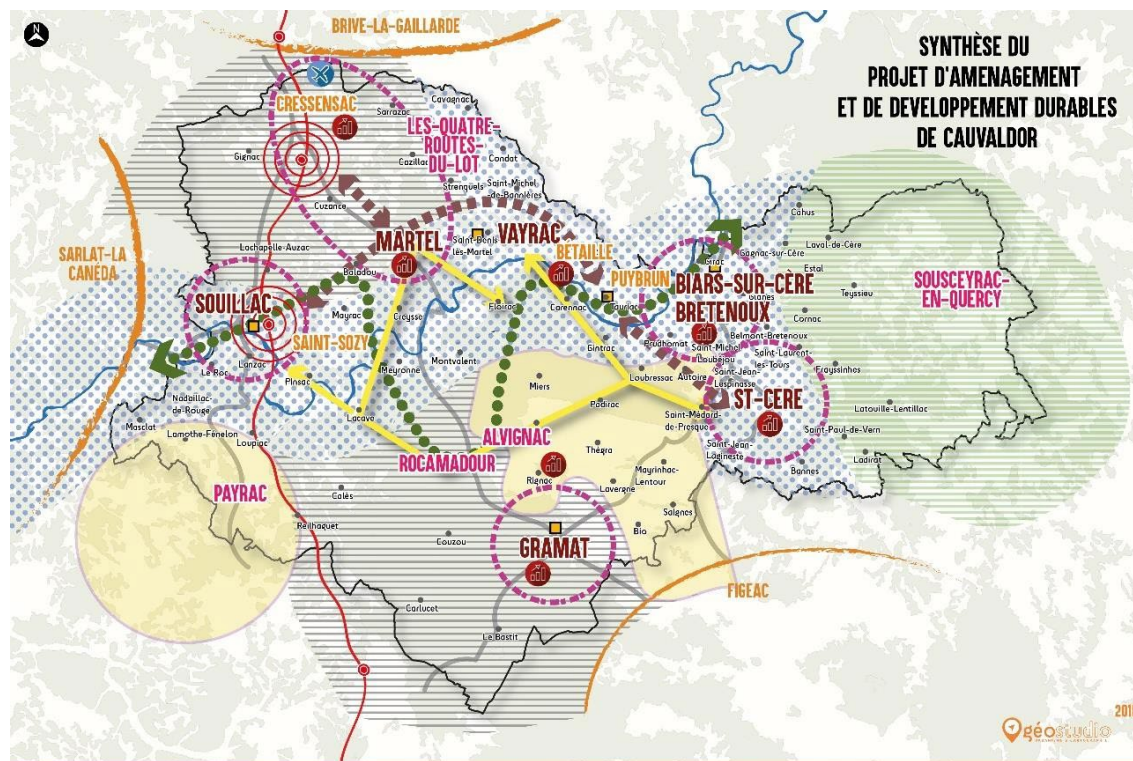 N
BRIVE-LA-GAILLARDE
SYNTHÈSE DU
PROJET D'AMENAGEMENT
ET DE DEVELOPPEMENT DURABLES
DE CAUVALDOR
CRESSENSAC
Sarrazac
Cavagnac
LES-QUATRE-
ROUTES-
DU-LOT
Gignac
Cazillac
Condat
Strenquels
Saint-Michel
de-Bannières
Cuzance
Lachapelle-Auzac
MARTEL
Saint-Denis
lès-Martel
VAYRAC
BETAILLE
SARLAT-LA
CANÉDA
Baladou
PUYBRUN
Girac
Cahus
Gagnac-sur-Cère
Laval-de-Cère
Estal
BIARS-SUR-CÈRE
BRETENOUX
Glanes
Teyssieu
SOUSCEYRAC-
EN-QUERCY
SOUILLAC
SAINT-SOZY
Mayrac
Creysse
Floirac
Carennac
Tauriac
Cornac
Prudhomat
Belmont-Bretenoux
Saint-Michel
Loubéjou
Saint-Laurent
les-Tours
Gintrac
Lanzac
Le Roc
Pinsac
Meyronne
Montvalent
Loubressac
Autoire
Saint-Jean-
Lespinasse
Frayssinhes
ST-CERE
Nadaillac-
de-Rouge
Masclat
Lamothe-Fénelon
Loupiac
Lacave
Miers
Padirac
Saint-Médard-
de-Presque
Latouille-Lentillac
Saint-Paul-de-Vern
ALVIGNAC
Saint-Jean-
Lagineste
Ladirat
Bannes
ROCAMADOUR
Thégra
Rignac
Mayrinhac-
Lentour
Lavergne
PAYRAC
Calès
Saignes
Bio
Reilhaguet
Couzou
GRAMAT
FIGEAC
Carlucet
Le Bastit
201
géostudio